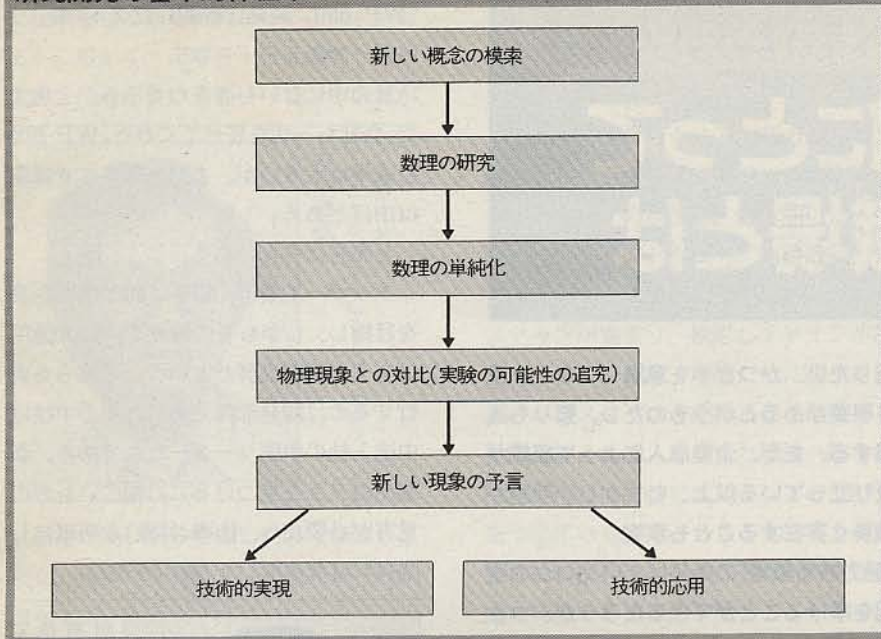 新しい概念の模索
数理の研究
数理の単純化
物理現象との対比(実験の可能性の追究)
新しい現象の予言
技術的実現
技術的応用